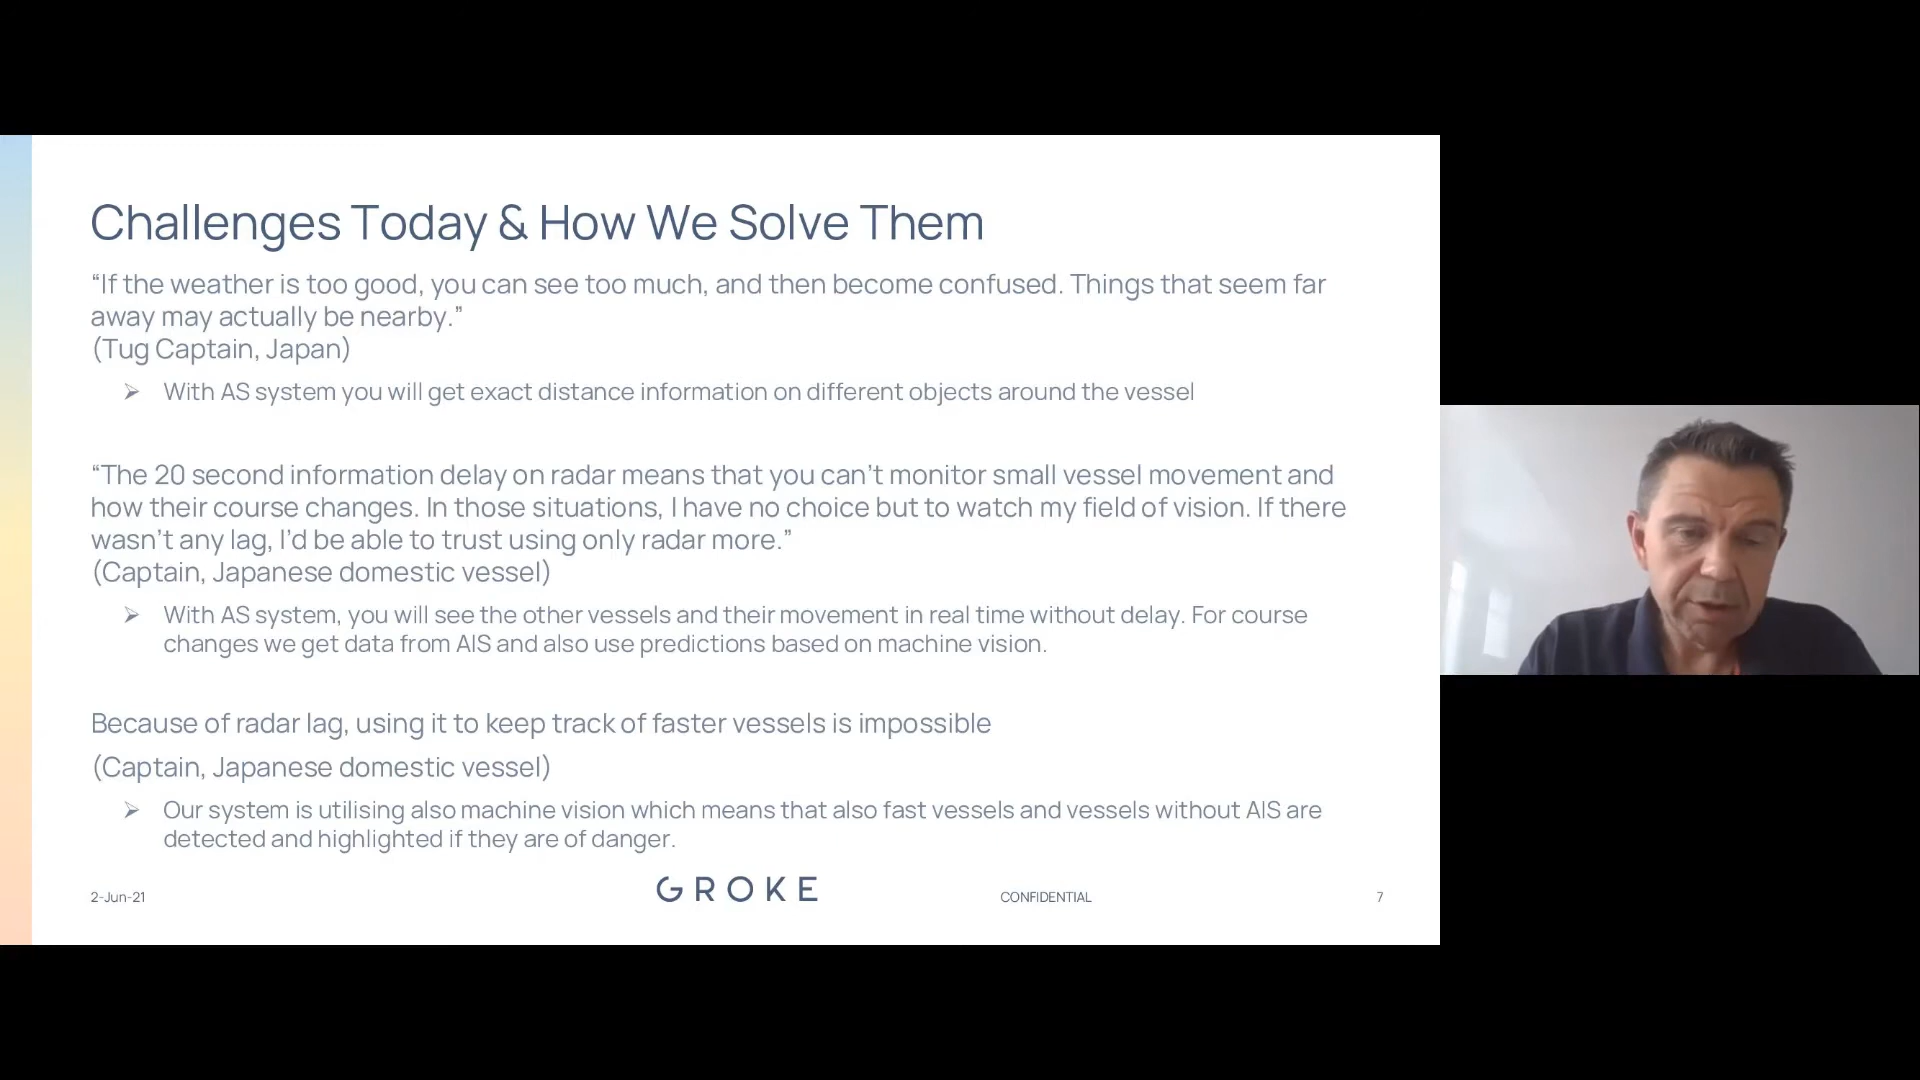 Challenges Today & How We Solve Them
“If the weather is too good, you can see too much, and then become confused. Things that seem far
away may actually be nearby.”
(Tug Captain, Japan)
➢ With AS system you will get exact distance information on different objects around the vessel
“The 20 second information delay on radar means that you can’t monitor small vessel movement and
how their course changes. In those situations, I have no choice but to watch my field of vision. If there
wasn’t any lag, I’d be able to trust using only radar more.”
(Captain, Japanese domestic vessel)
➢ With AS system, you will see the other vessels and their movement in real time without delay. For course
changes we get data from AIS and also use predictions based on machine vision.
Because of radar lag, using it to keep track of faster vessels is impossible
(Captain, Japanese domestic vessel)
➢ Our system is utilising also machine vision which means that also fast vessels and vessels without AIS are
detected and highlighted if they are of danger.
2-Jun-21
GROKE
CONFIDENTIAL
7